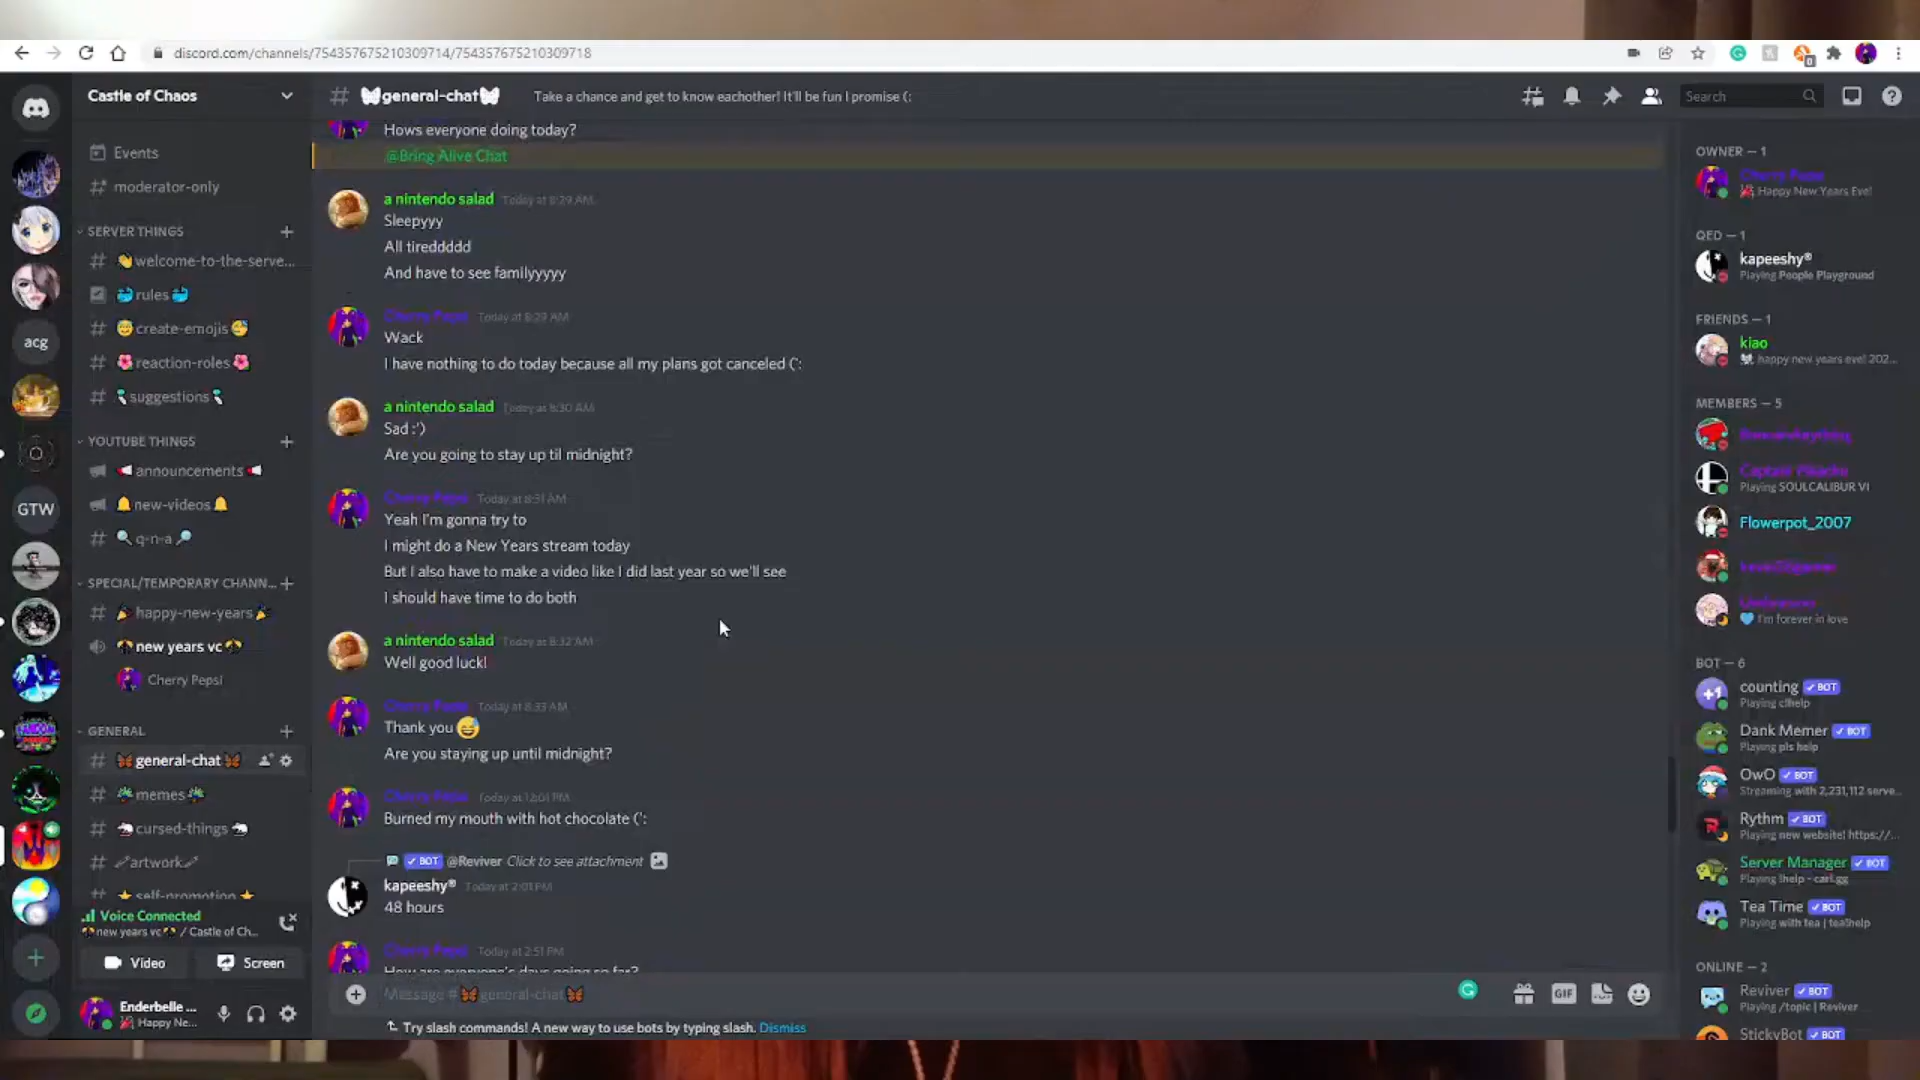 discord.com/channels/754357675210309714/754357675210309718
Castle of Chaos
general-chat
Take a chance and get to know eachother! It'll be fun I promise (:
Search
Events
moderator-only
SERVER THINGS
welcome-to-the-serve...
rules
create-emojis
reaction-roles
suggestions
YOUTUBE THINGS
announcements
new-videos
q-n-a
SPECIAL/TEMPORARY CHANN...
happy-new-years
new years vc
Cherry Pepsi
GENERAL
general-chat
memes
cursed-things
artwork
self-promotion
Voice Connected
new years vc / Castle of Ch...
Video
Screen
Enderbelle ...
Happy Ne...
acg
GTW
Hows everyone doing today?
@Bring Alive Chat
a nintendo salad Today at 8:29 AM
Sleepyyy
All tireddddd
And have to see familyyyyy
Cherry Pepsi Today at 8:29 AM
Wack
I have nothing to do today because all my plans got canceled (':
a nintendo salad Today at 8:30 AM
Sad :')
Are you going to stay up til midnight?
Cherry Pepsi Today at 8:31 AM
Yeah I'm gonna try to
I might do a New Years stream today
But I also have to make a video like I did last year so we'll see
I should have time to do both
a nintendo salad Today at 8:32 AM
Well good luck!
Cherry Pepsi Today at 8:33 AM
Thank you
Are you staying up until midnight?
Cherry Pepsi Today at 12:01 PM
Burned my mouth with hot chocolate (':
BOT @Reviver Click to see attachment
kapeeshy® Today at 2:01 PM
48 hours
Cherry Pepsi Today at 2:51 PM
How are everyone's days going so far?
Message #general-chat
GIF
Try slash commands! A new way to use bots by typing slash. Dismiss
OWNER — 1
Cherry Pepsi
Happy New Years Eve!
QED — 1
kapeeshy®
Playing People Playground
FRIENDS — 1
kiao
happy new years eve! 202...
MEMBERS — 5
Captain Pikachu
Playing SOULCALIBUR VI
Flowerpot_2007
I'm forever in love
BOT — 6
counting BOT
Playing c!help
Dank Memer BOT
Playing pls help
OwO BOT
Streaming with 2,231,112 serve...
Rythm BOT
Playing new website! https://...
Server Manager BOT
Playing !help - carl.gg
Tea Time BOT
Playing with tea | tea!help
ONLINE — 2
Reviver BOT
Playing /topic | Reviver
StickyBot BOT